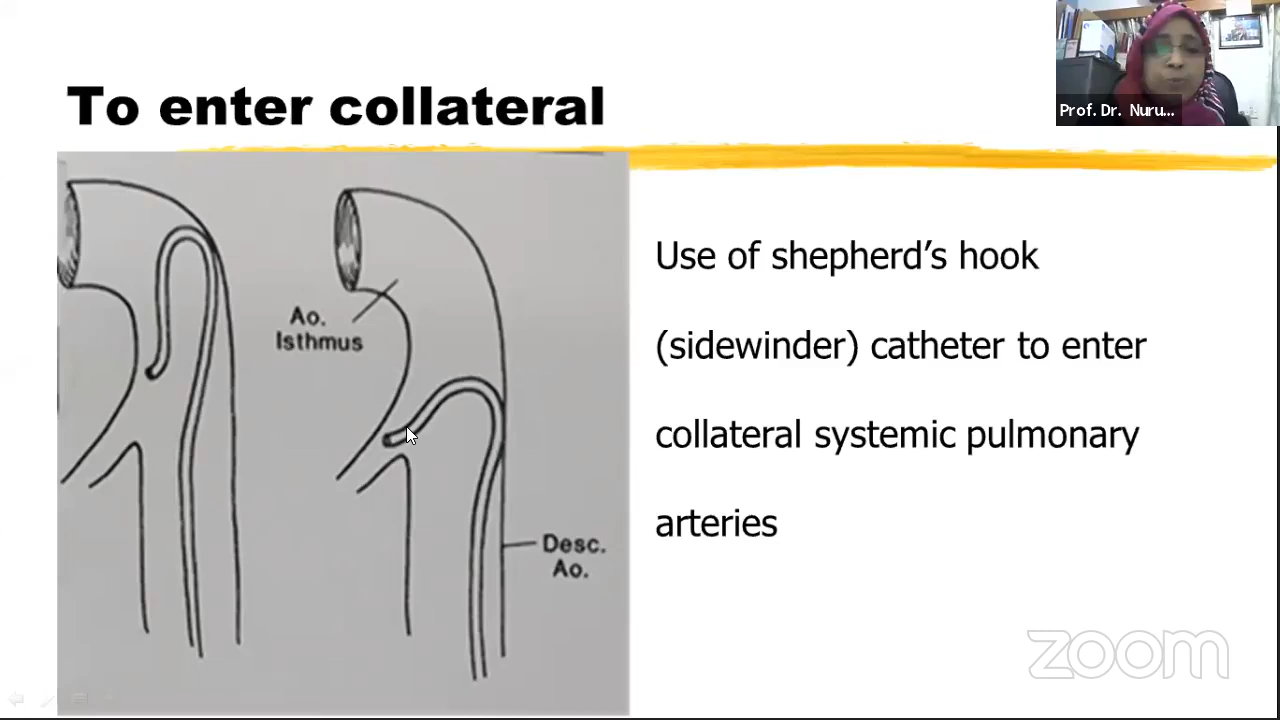 To enter collateral
Prof. Dr. Nuru...
Ao.
Isthmus
Desc.
Ao.
Use of shepherd’s hook
(sidewinder) catheter to enter
collateral systemic pulmonary
arteries
zoom